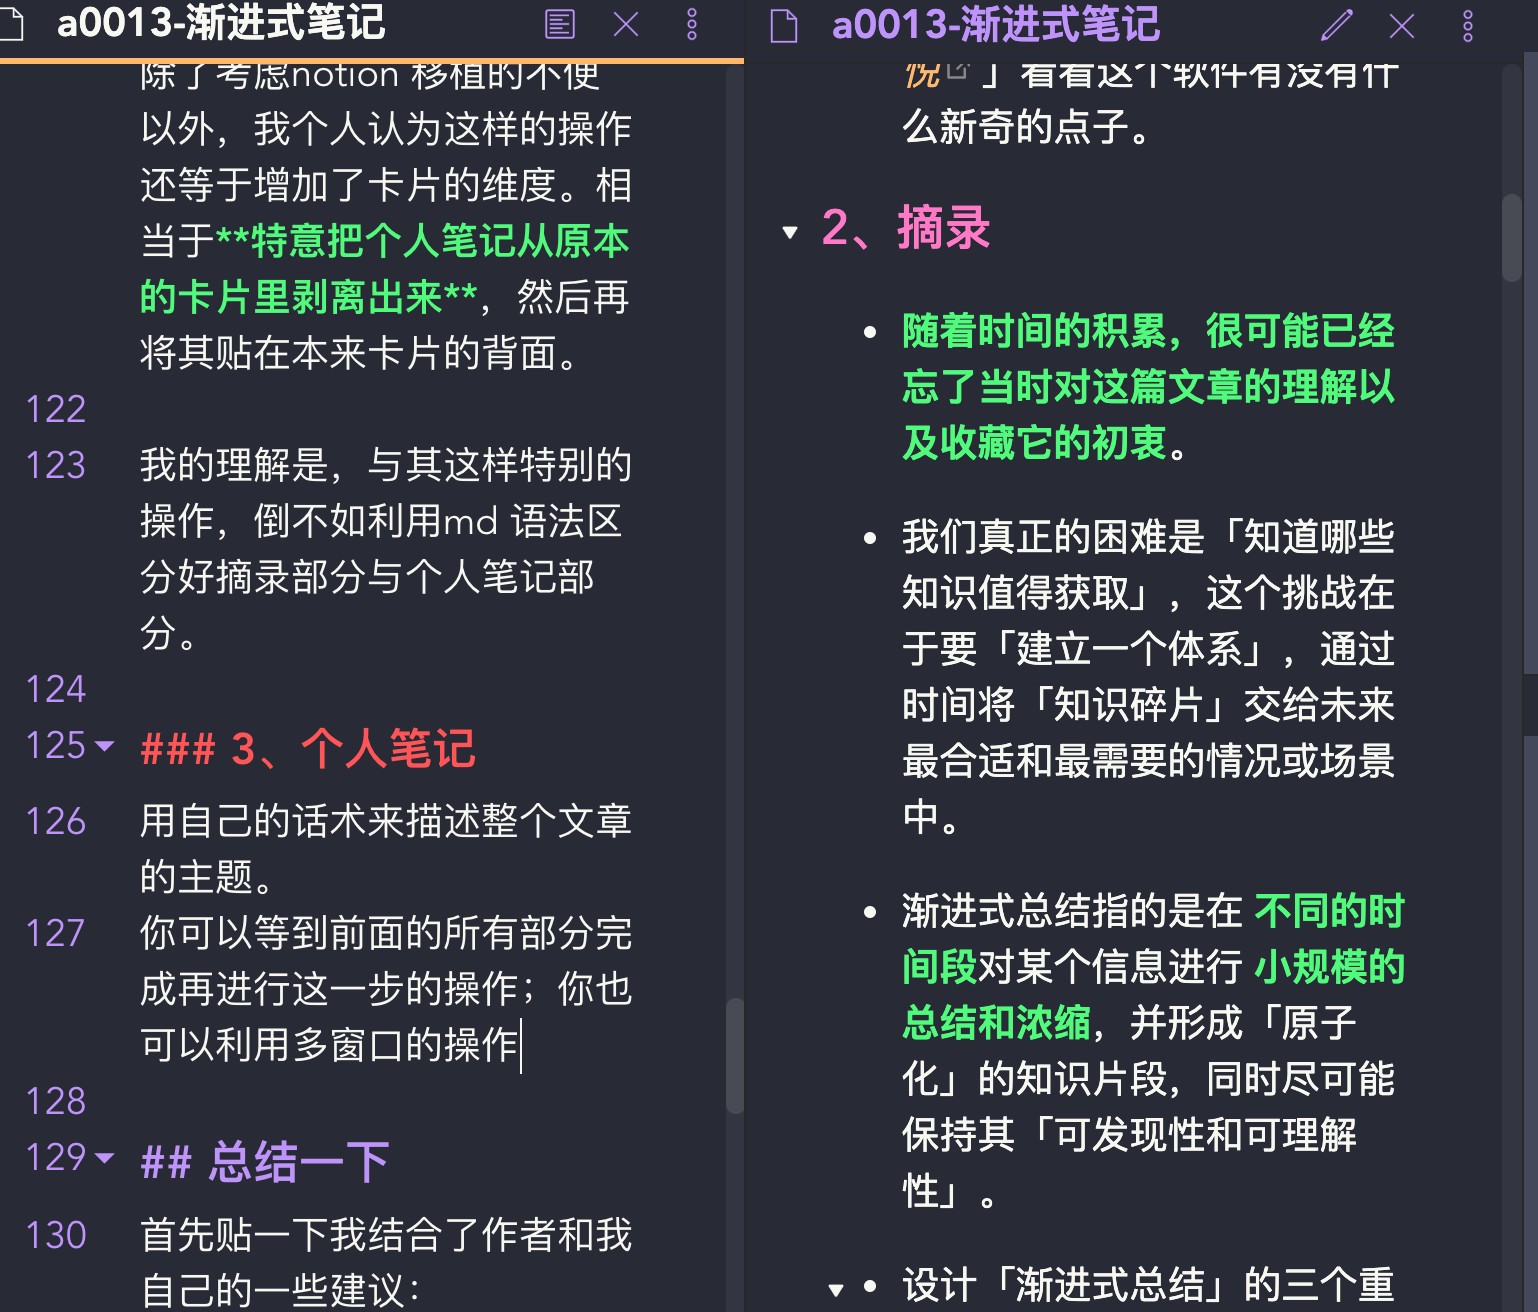 a0013-渐进式笔记
除了考虑notion 移植的不便
以外，我个人认为这样的操作
还等于增加了卡片的维度。相
当于**特意把个人笔记从原本
的卡片里剥离出来**，然后再
将其贴在本来卡片的背面。
122
123 我的理解是，与其这样特别的
操作，倒不如利用md 语法区
分好摘录部分与个人笔记部
分。
124
125 ### 3、个人笔记
126 用自己的话术来描述整个文章
的主题。
127 你可以等到前面的所有部分完
成再进行这一步的操作；你也
可以利用多窗口的操作
128
129 ## 总结一下
130 首先贴一下我结合了作者和我
自己的一些建议：
a0013-渐进式笔记
悦」看看这个软件有没有什
么新奇的点子。
2、摘录
随着时间的积累，很可能已经
忘了当时对这篇文章的理解以
及收藏它的初衷。
我们真正的困难是「知道哪些
知识值得获取」，这个挑战在
于要「建立一个体系」，通过
时间将「知识碎片」交给未来
最合适和最需要的情况或场景
中。
渐进式总结指的是在 不同的时
间段对某个信息进行 小规模的
总结和浓缩，并形成「原子
化」的知识片段，同时尽可能
保持其「可发现性和可理解
性」。
设计「渐进式总结」的三个重